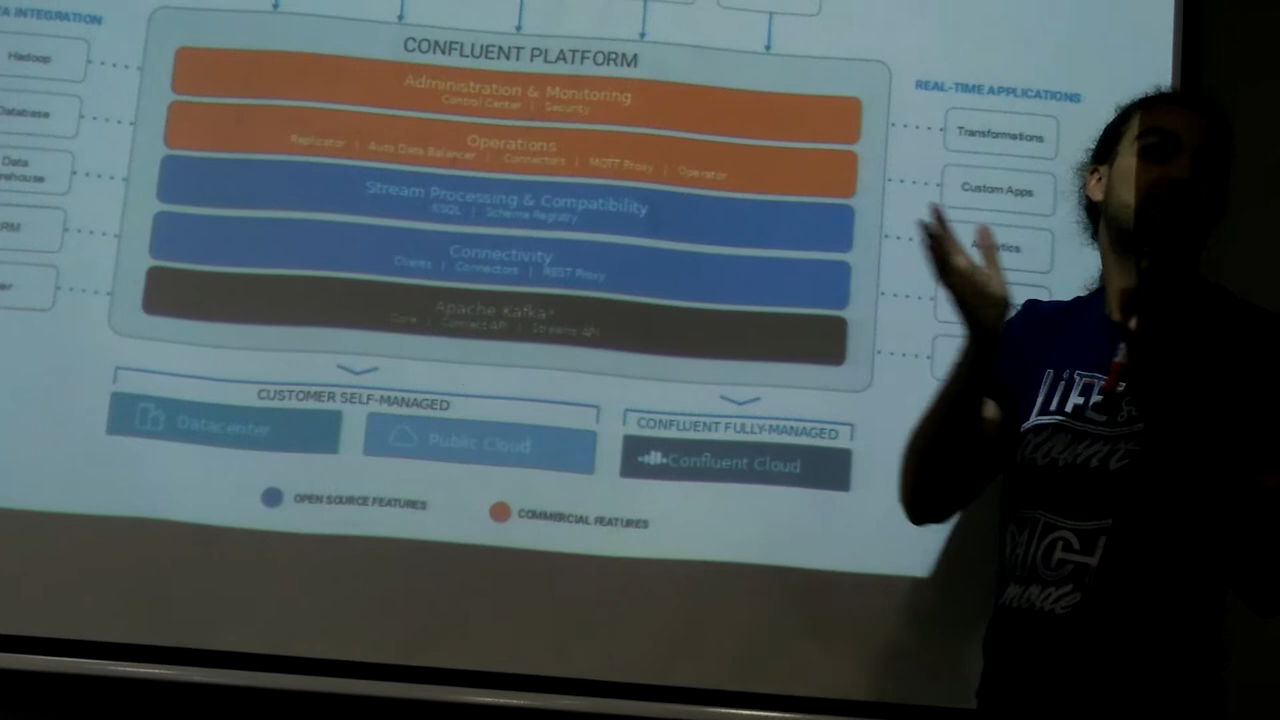 CONFLUENT PLATFORM
Administration & Monitoring
Control Center | Security
Operations
Replicator | Auto Data Balancer | Connectors | MQTT Proxy | Operator
Stream Processing & Compatibility
KSQL | Schema Registry
Connectivity
Clients | Connectors | REST Proxy
Apache Kafka®
Core | Connect API | Streams API
INTEGRATION
Hadoop
Database
Data
REAL-TIME APPLICATIONS
Transformations
Custom Apps
CUSTOMER SELF-MANAGED
Datacenter
Public Cloud
CONFLUENT FULLY-MANAGED
Confluent Cloud
OPEN SOURCE FEATURES
COMMERCIAL FEATURES
LiFE
mode